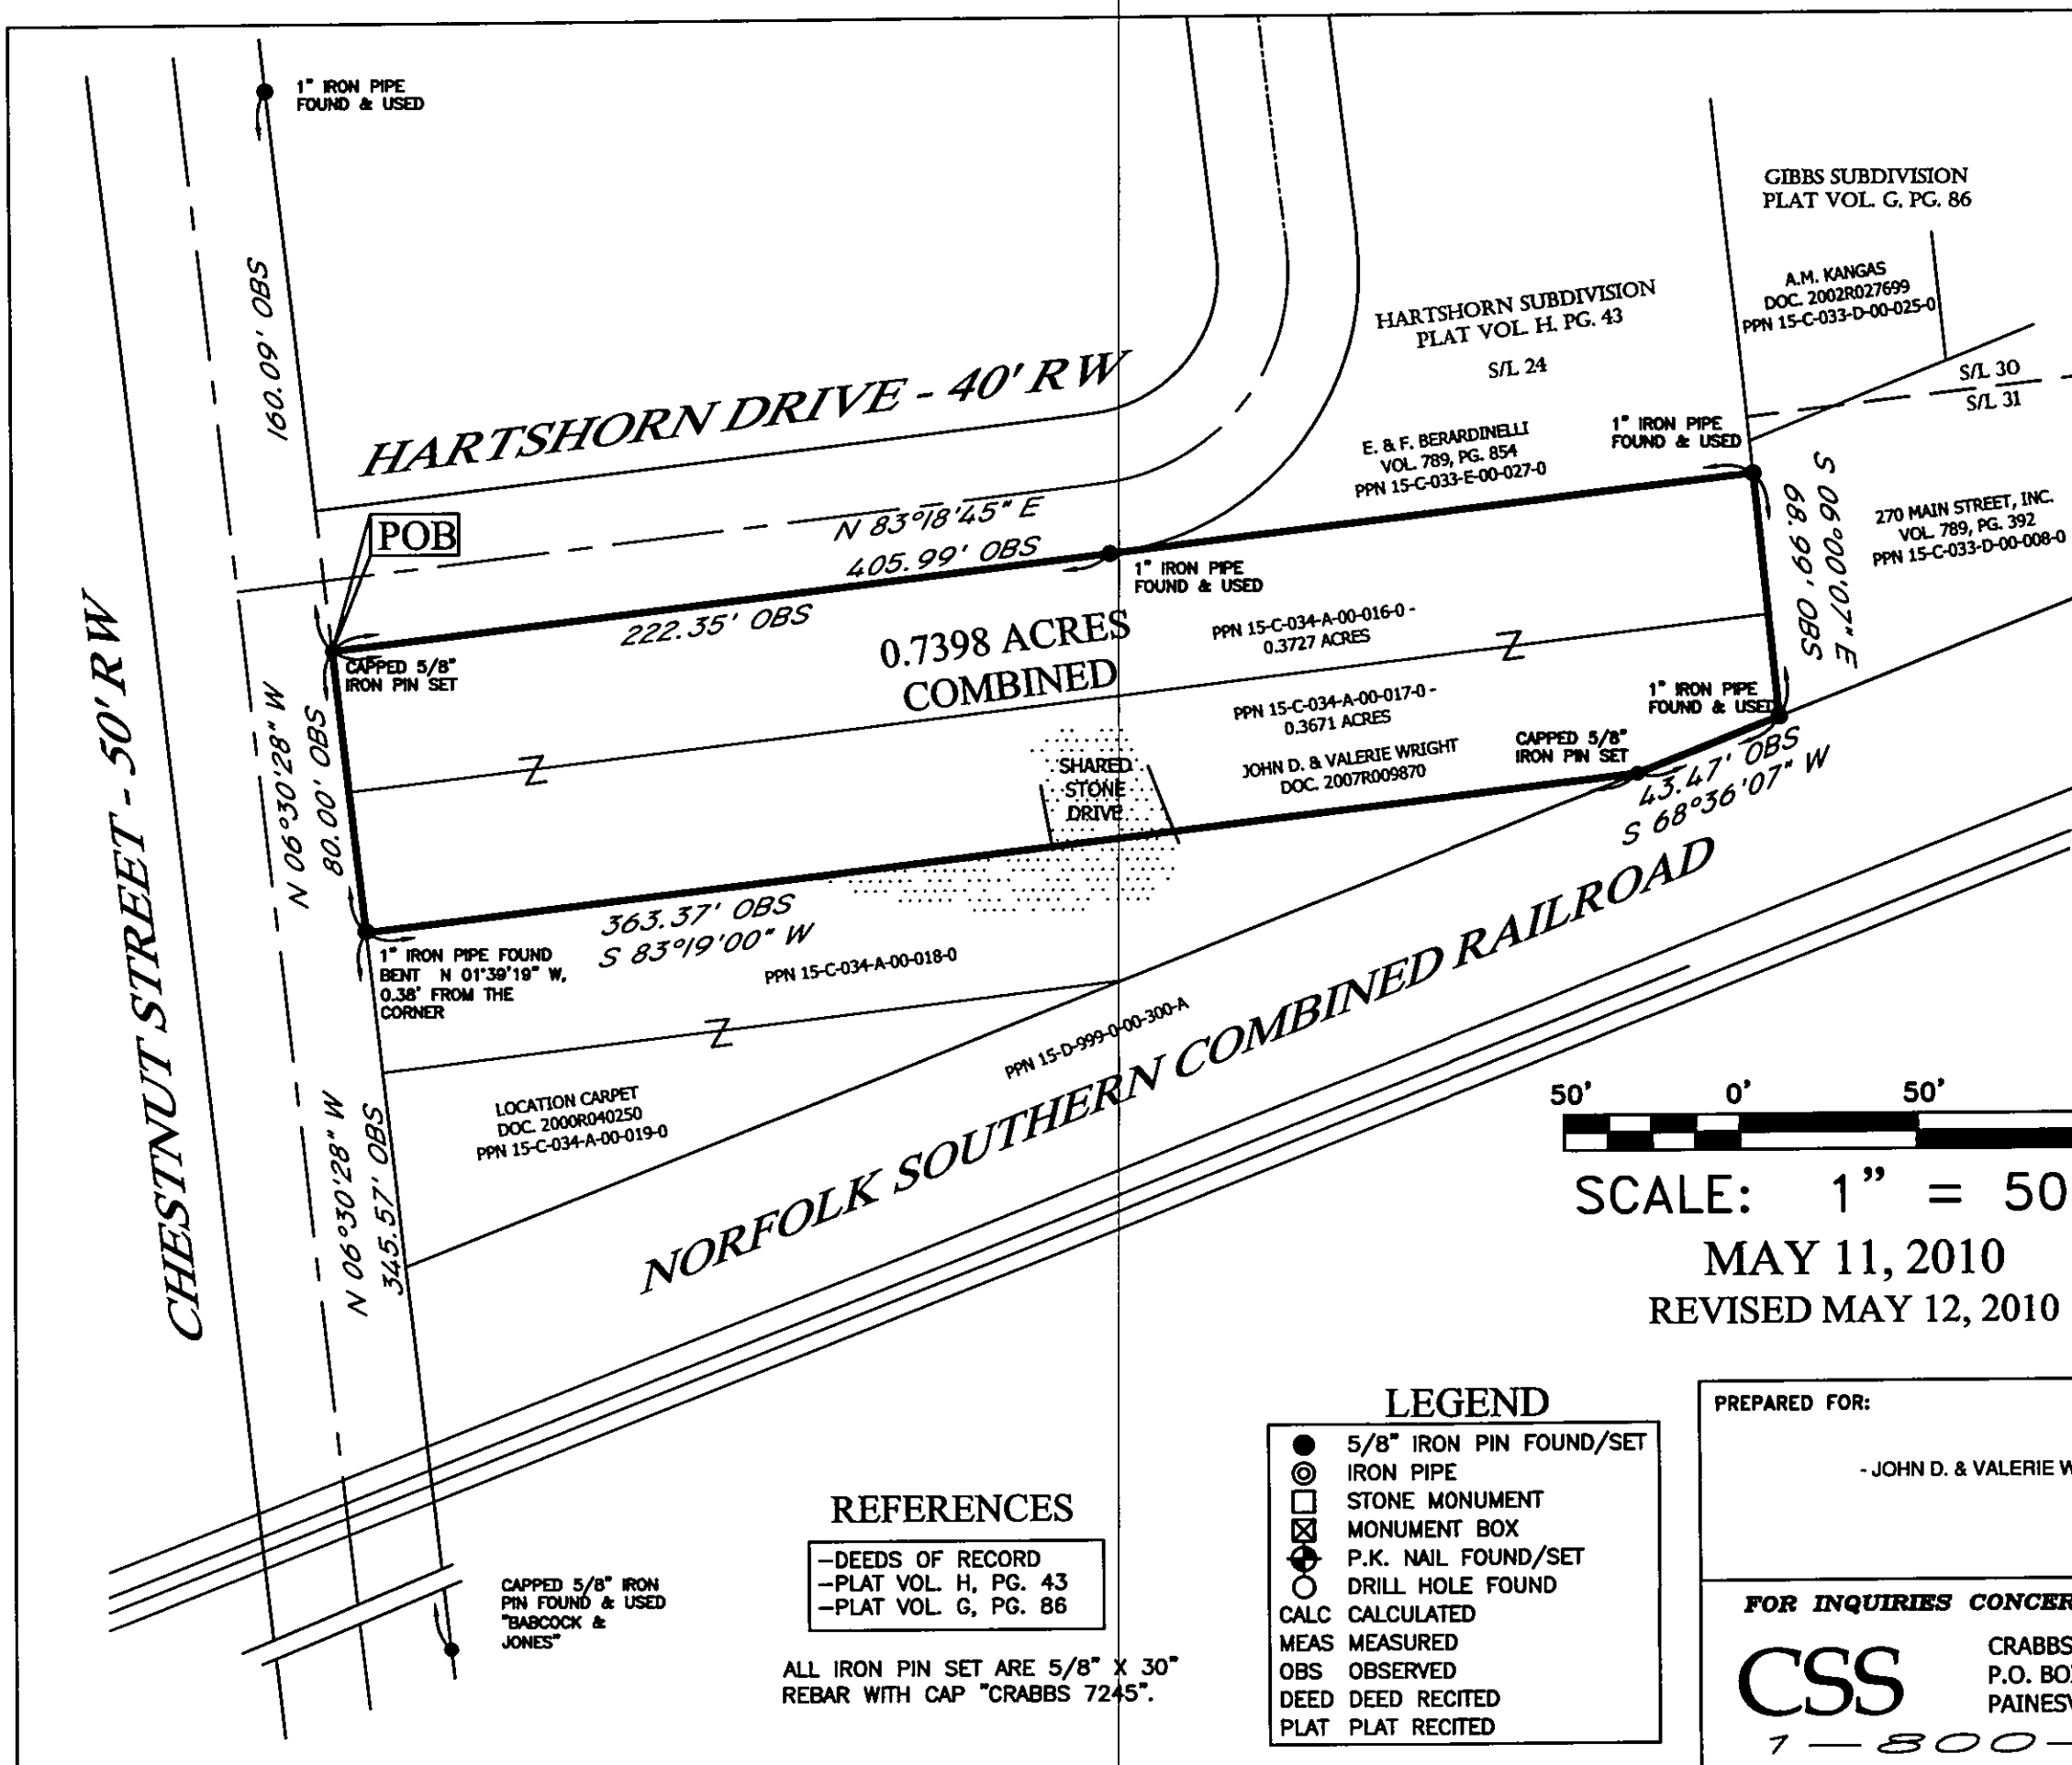 1" IRON PIPE
FOUND & USED
160.09' OBS
HARTSHORN DRIVE - 40' RW
GIBBS SUBDIVISION
PLAT VOL. G, PG. 86
A.M. KANGAS
DOC. 2002R027699
PPN 15-C-033-D-00-025-0
HARTSHORN SUBDIVISION
PLAT VOL. H. PG. 43
S/L 24
S/L 30
S/L 31
E. & F. BERARDINELLI
VOL. 789, PG. 854
PPN 15-C-033-E-00-027-0
1" IRON PIPE
FOUND & USED
S 06°00'07" E
68.99' OBS
270 MAIN STREET, INC.
VOL. 789, PG. 392
PPN 15-C-033-D-00-008-0
POB
N 83°18'45" E
405.99' OBS
1" IRON PIPE
FOUND & USED
222.35' OBS
CAPPED 5/8"
IRON PIN SET
0.7398 ACRES
COMBINED
PPN 15-C-034-A-00-016-0 -
0.3727 ACRES
Z
CHESTNUT STREET - 50' RW
N 06°30'28" W
80.00' OBS
Z
PPN 15-C-034-A-00-017-0 -
0.3671 ACRES
JOHN D. & VALERIE WRIGHT
DOC. 2007R009870
1" IRON PIPE
FOUND & USED
CAPPED 5/8"
IRON PIN SET
43.47' OBS
S 68°36'07" W
SHARED
STONE
DRIVE
363.37' OBS
S 83°19'00" W
1" IRON PIPE FOUND
BENT N 01°39'19" W,
0.38' FROM THE
CORNER
PPN 15-C-034-A-00-018-0
Z
PPN 15-D-999-0-00-300-A
NORFOLK SOUTHERN COMBINED RAILROAD
LOCATION CARPET
DOC. 2000R040250
PPN 15-C-034-A-00-019-0
N 06°30'28" W
345.57' OBS
50' 0' 50'
SCALE: 1" = 50
MAY 11, 2010
REVISED MAY 12, 2010
CAPPED 5/8" IRON
PIN FOUND & USED
"BABCOCK &
JONES"
REFERENCES
-DEEDS OF RECORD
-PLAT VOL. H, PG. 43
-PLAT VOL. G, PG. 86
ALL IRON PIN SET ARE 5/8" X 30"
REBAR WITH CAP "CRABBS 7245".
LEGEND
5/8" IRON PIN FOUND/SET
IRON PIPE
STONE MONUMENT
MONUMENT BOX
P.K. NAIL FOUND/SET
DRILL HOLE FOUND
CALC CALCULATED
MEAS MEASURED
OBS OBSERVED
DEED DEED RECITED
PLAT PLAT RECITED
PREPARED FOR:
- JOHN D. & VALERIE W
FOR INQUIRIES CONCER
CSS
CRABBS
P.O. BO
PAINESV
1-800-